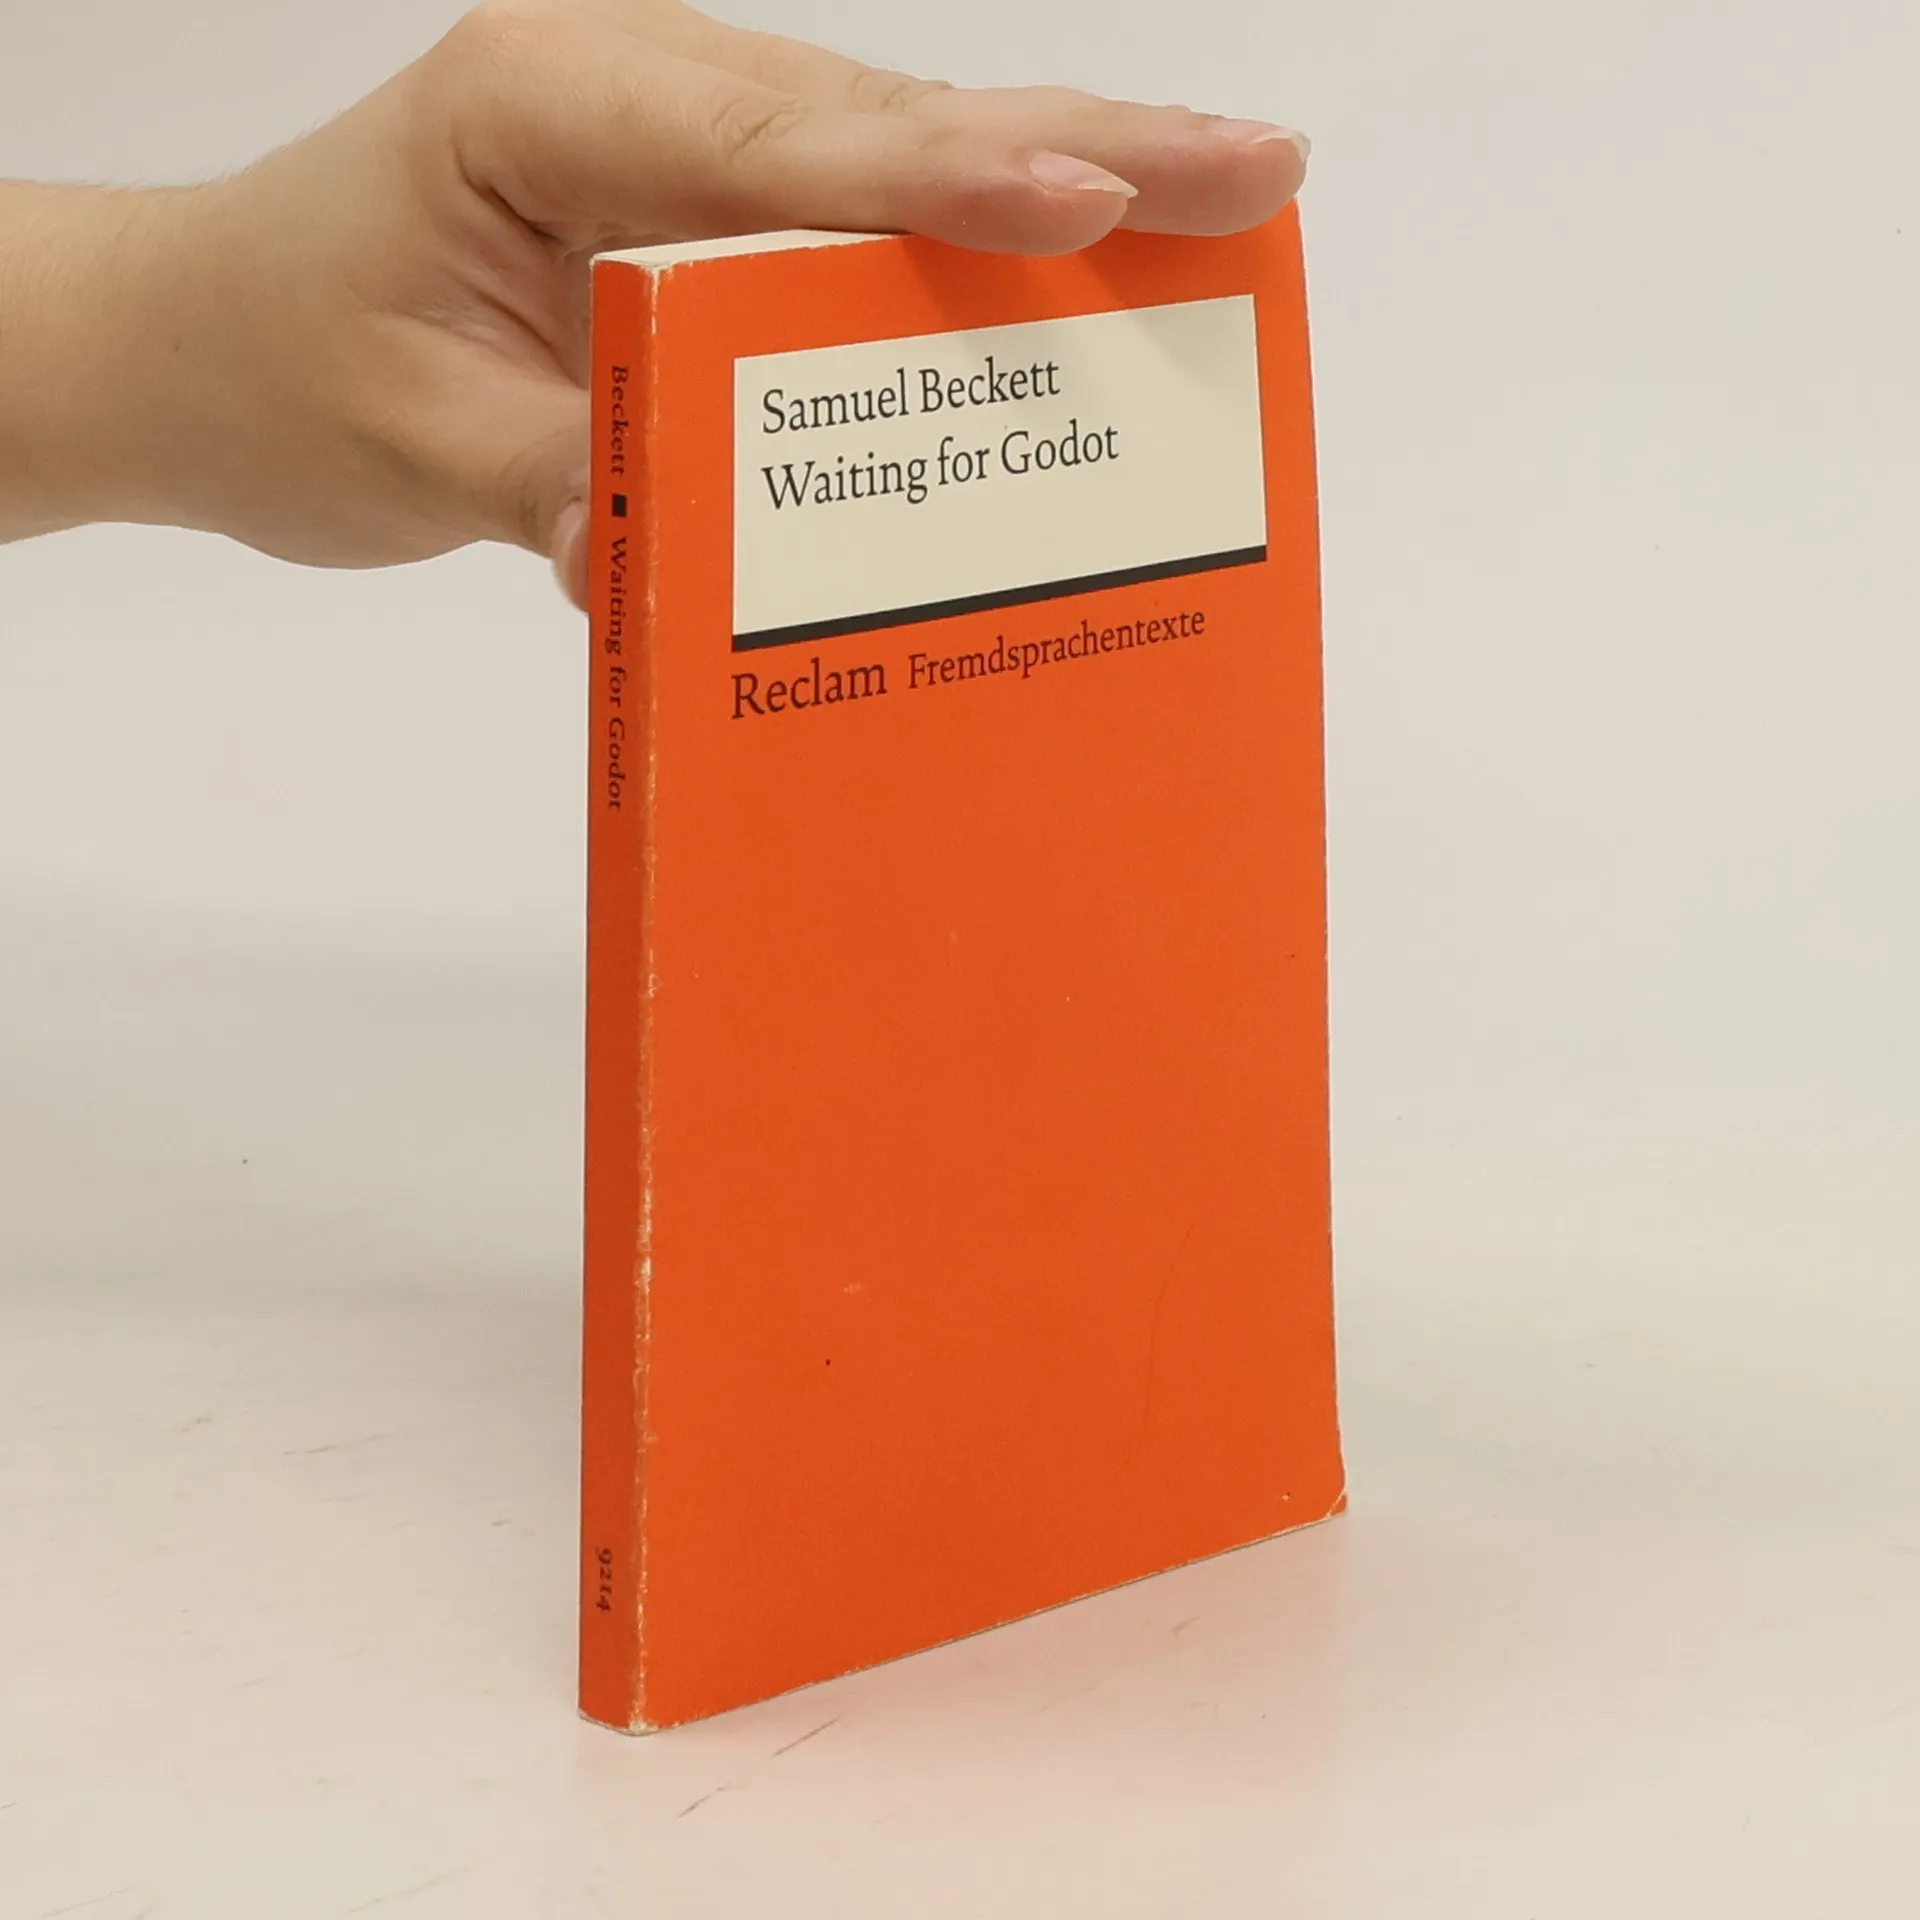 Samuel Beckett
Waiting for Godot
Reclam Fremdsprachentexte
Beckett ■ Waiting for Godot
9214